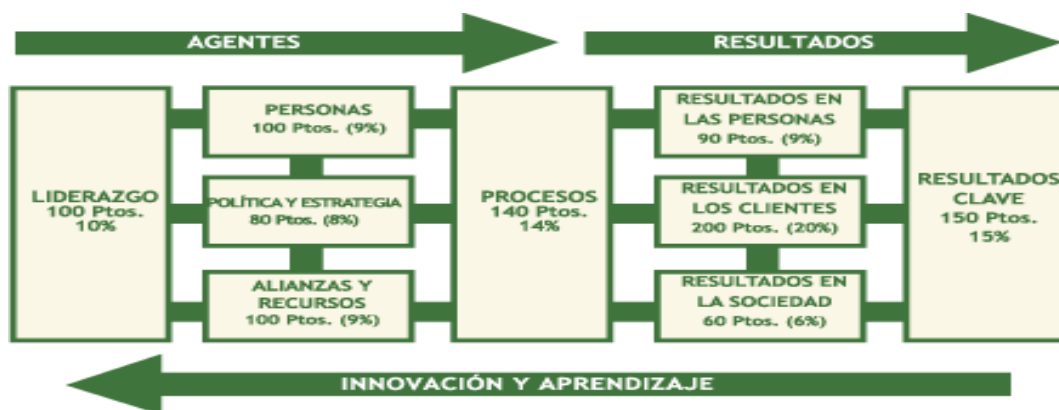 AGENTES
RESULTADOS
LIDERAZGO
100 Ptos.
10%
PERSONAS
100 Ptos. (9%)
POLÍTICA Y ESTRATEGIA
80 Ptos. (8%)
ALIANZAS Y
RECURSOS
100 Ptos. (9%)
PROCESOS
140 Ptos.
14%
RESULTADOS EN
LAS PERSONAS
90 Ptos. (9%)
RESULTADOS EN
LOS CLIENTES
200 Ptos. (20%)
RESULTADOS EN
LA SOCIEDAD
60 Ptos. (6%)
RESULTADOS
CLAVE
150 Ptos.
15%
INNOVACIÓN Y APRENDIZAJE